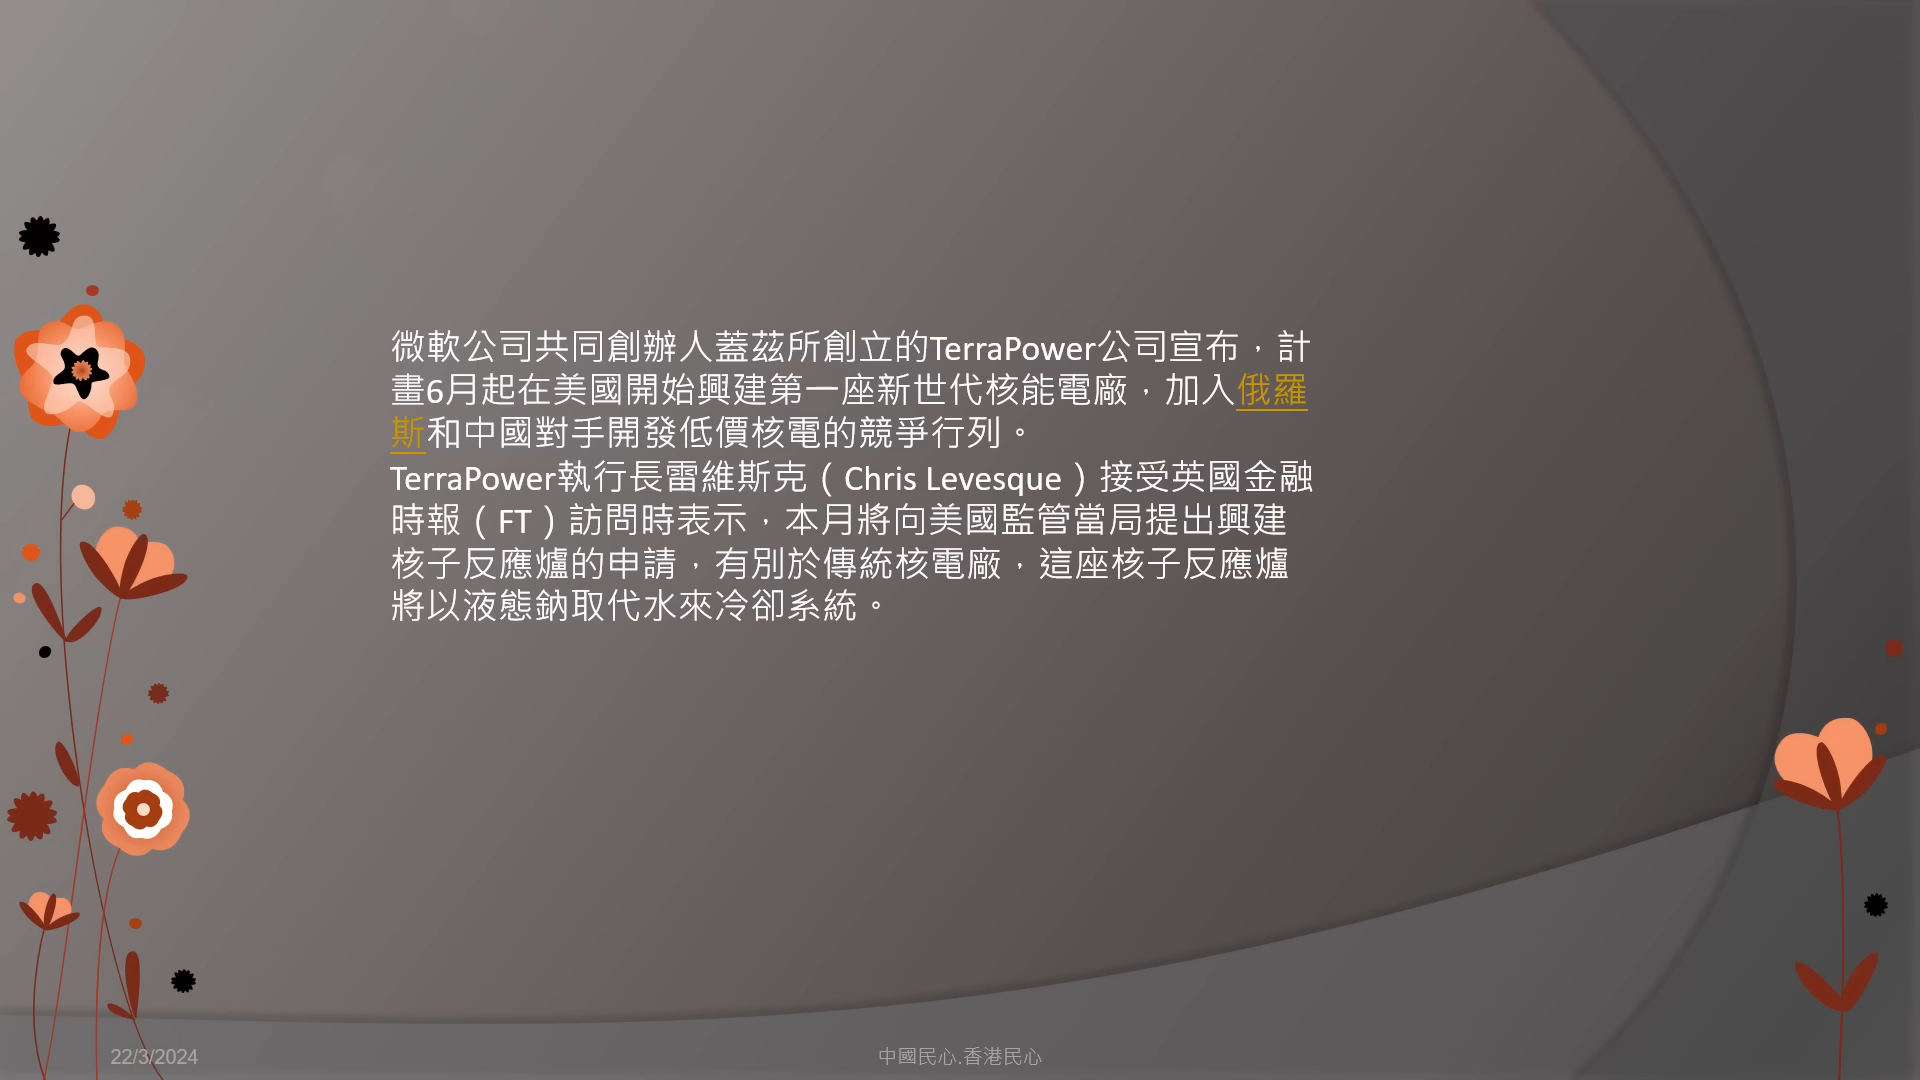 微軟公司共同創辦人蓋茲所創立的TerraPower公司宣布，計
畫6月起在美國開始興建第一座新世代核能電廠，加入俄羅
斯和中國對手開發低價核電的競爭行列。
TerraPower執行長雷維斯克（Chris Levesque）接受英國金融
時報（FT）訪問時表示，本月將向美國監管當局提出興建
核子反應爐的申請，有別於傳統核電廠，這座核子反應爐
將以液態鈉取代水來冷卻系統。
22/3/2024
中國民心.香港民心